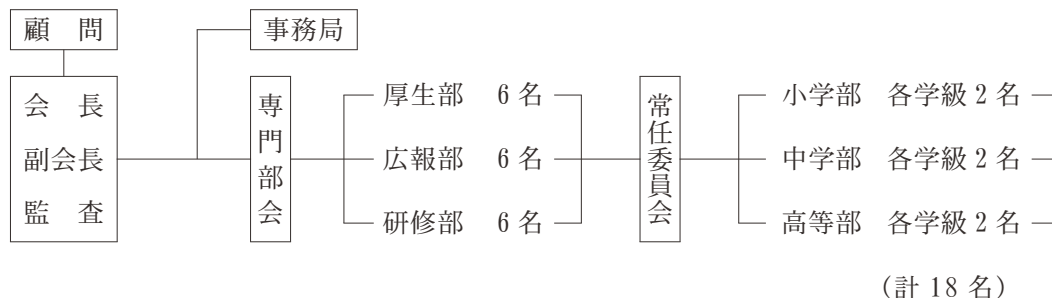 顧　問
事務局
会　長
副会長
監　査
専門部会
厚生部　6名
広報部　6名
研修部　6名
常任委員会
小学部　各学級2名
中学部　各学級2名
高等部　各学級2名
（計18名）